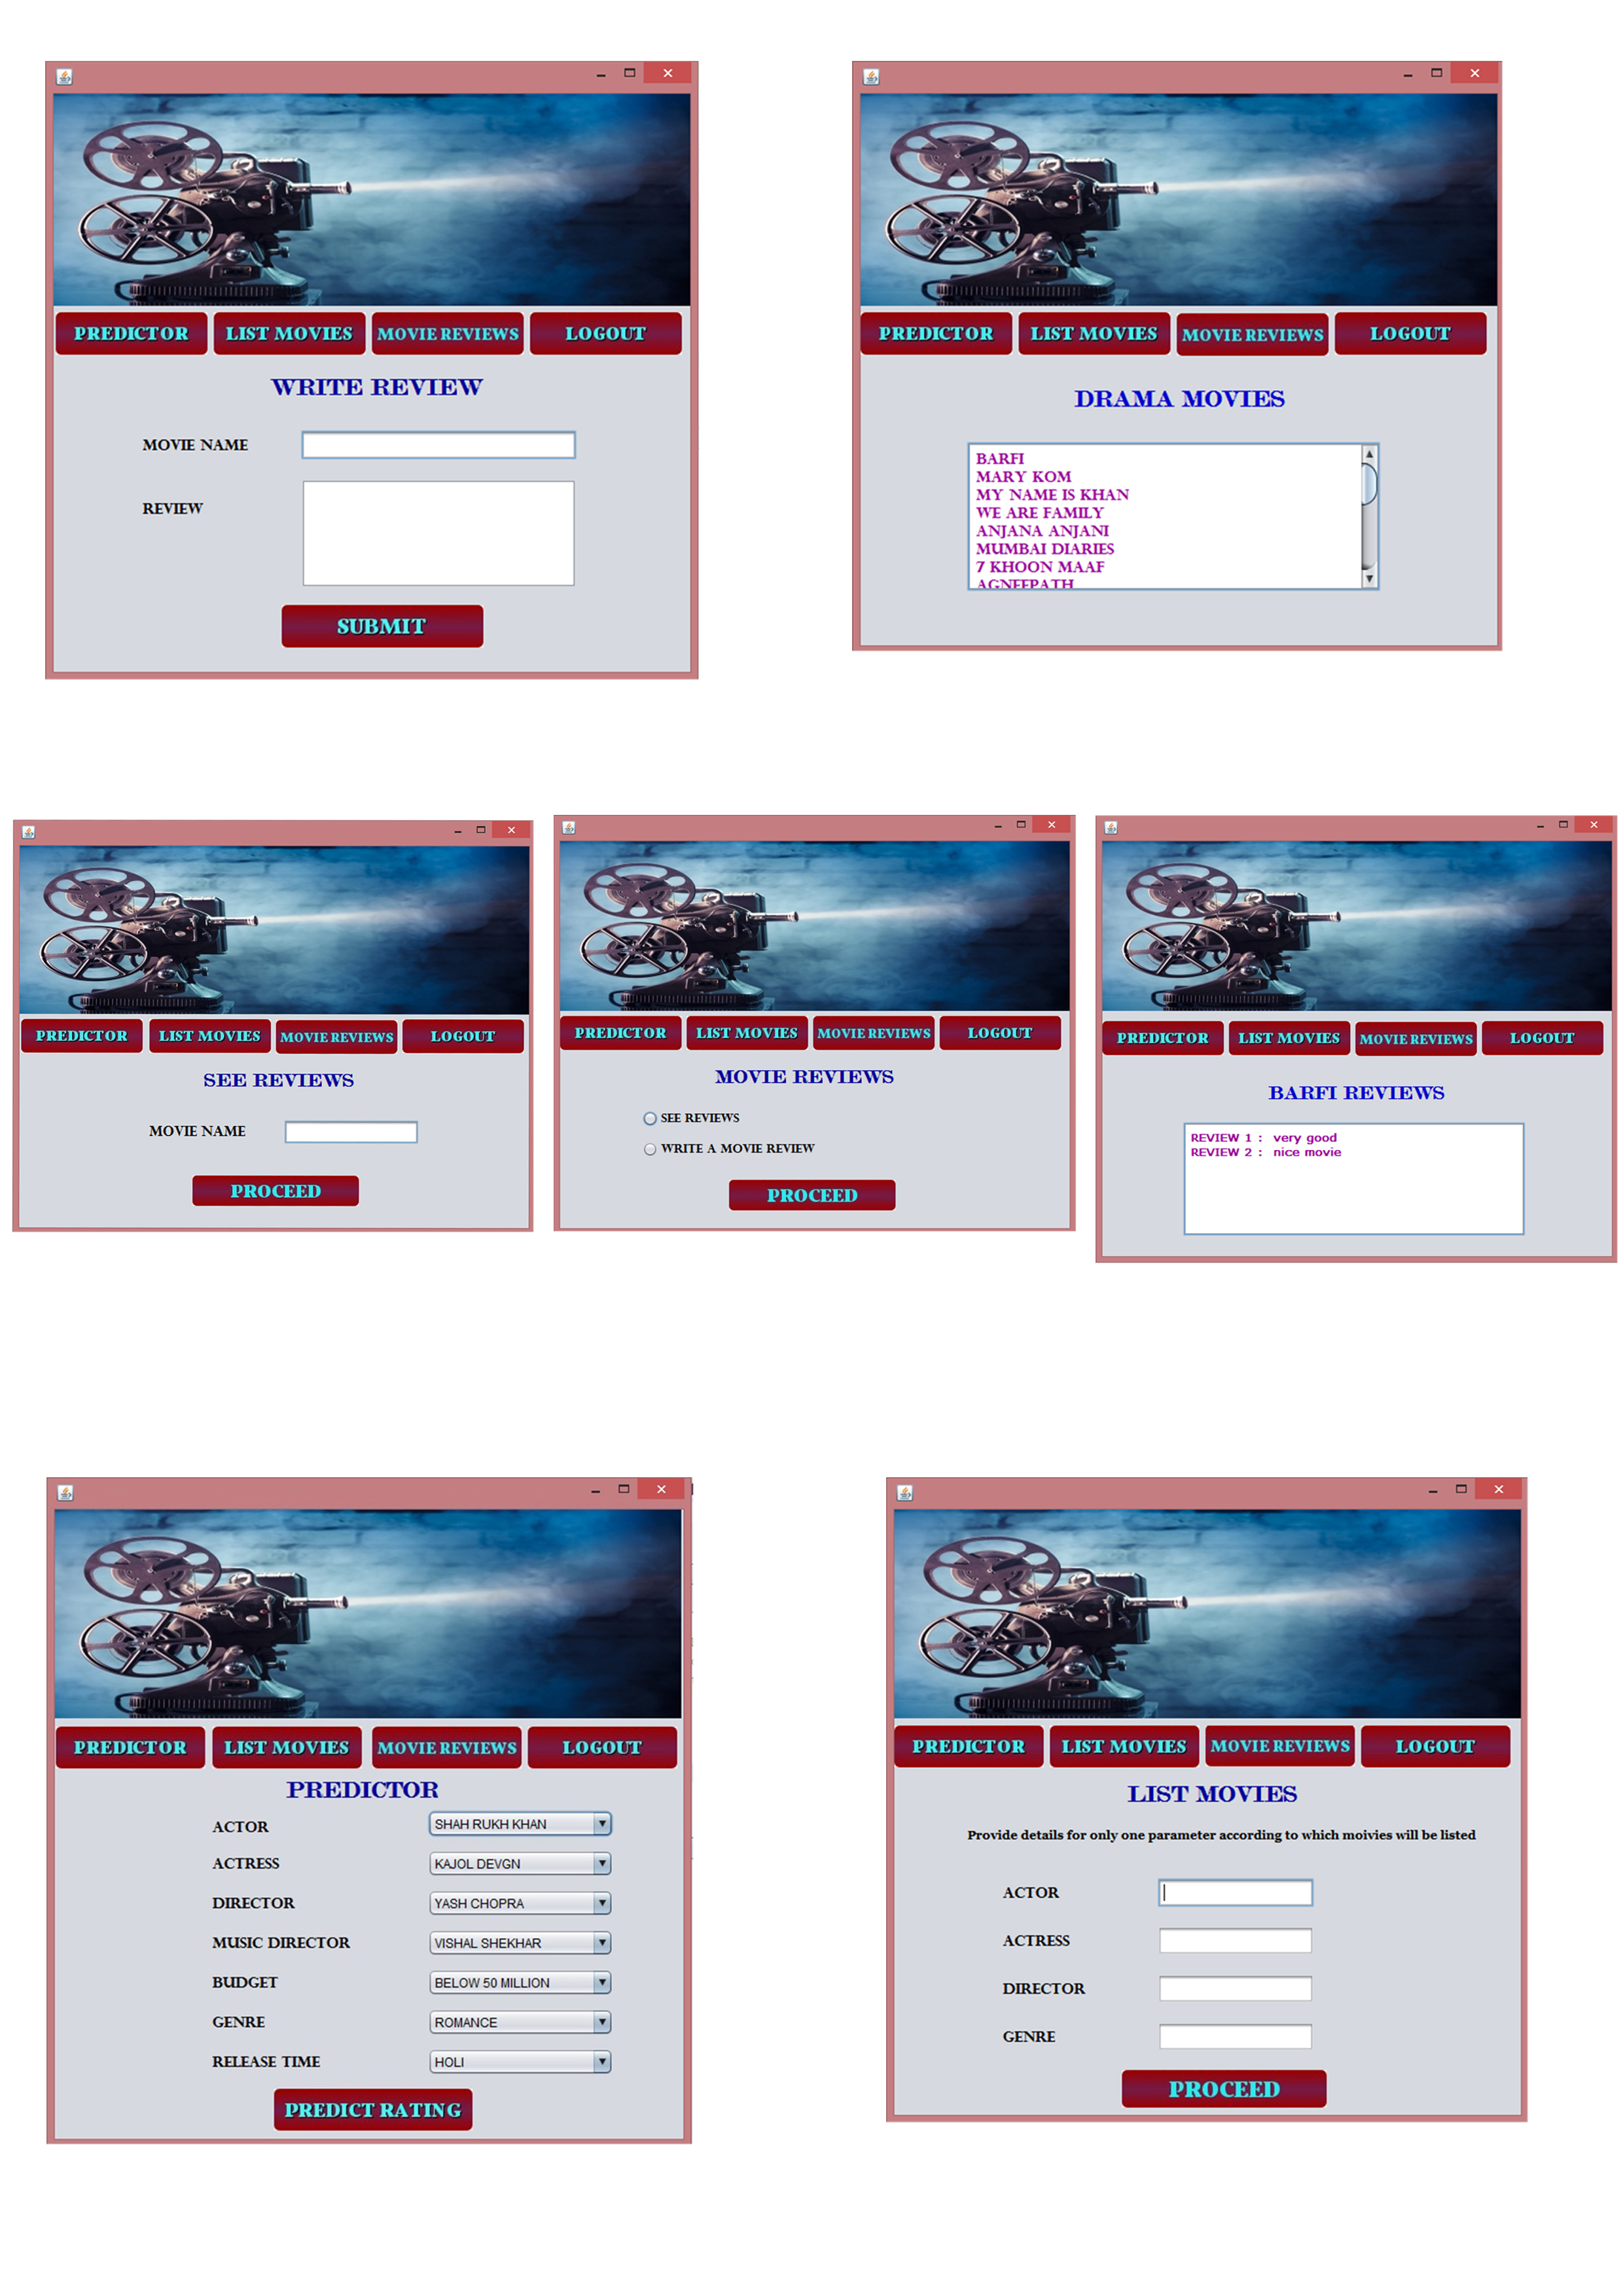 PREDICTOR LIST MOVIES MOVIE REVIEWS LOGOUT
WRITE REVIEW
MOVIE NAME
REVIEW
SUBMIT
PREDICTOR LIST MOVIES MOVIE REVIEWS LOGOUT
DRAMA MOVIES
BARFI
MARY KOM
MY NAME IS KHAN
WE ARE FAMILY
ANJANA ANJANI
MUMBAI DIARIES
7 KHOON MAAF
AGNEEPATH
PREDICTOR LIST MOVIES MOVIE REVIEWS LOGOUT
SEE REVIEWS
MOVIE NAME
PROCEED
PREDICTOR LIST MOVIES MOVIE REVIEWS LOGOUT
MOVIE REVIEWS
SEE REVIEWS
WRITE A MOVIE REVIEW
PROCEED
PREDICTOR LIST MOVIES MOVIE REVIEWS LOGOUT
BARFI REVIEWS
REVIEW 1 : very good
REVIEW 2 : nice movie
PREDICTOR LIST MOVIES MOVIE REVIEWS LOGOUT
PREDICTOR
ACTOR SHAH RUKH KHAN
ACTRESS KAJOL DEVGN
DIRECTOR YASH CHOPRA
MUSIC DIRECTOR VISHAL SHEKHAR
BUDGET BELOW 50 MILLION
GENRE ROMANCE
RELEASE TIME HOLI
PREDICT RATING
PREDICTOR LIST MOVIES MOVIE REVIEWS LOGOUT
LIST MOVIES
Provide details for only one parameter according to which moivies will be listed
ACTOR
ACTRESS
DIRECTOR
GENRE
PROCEED